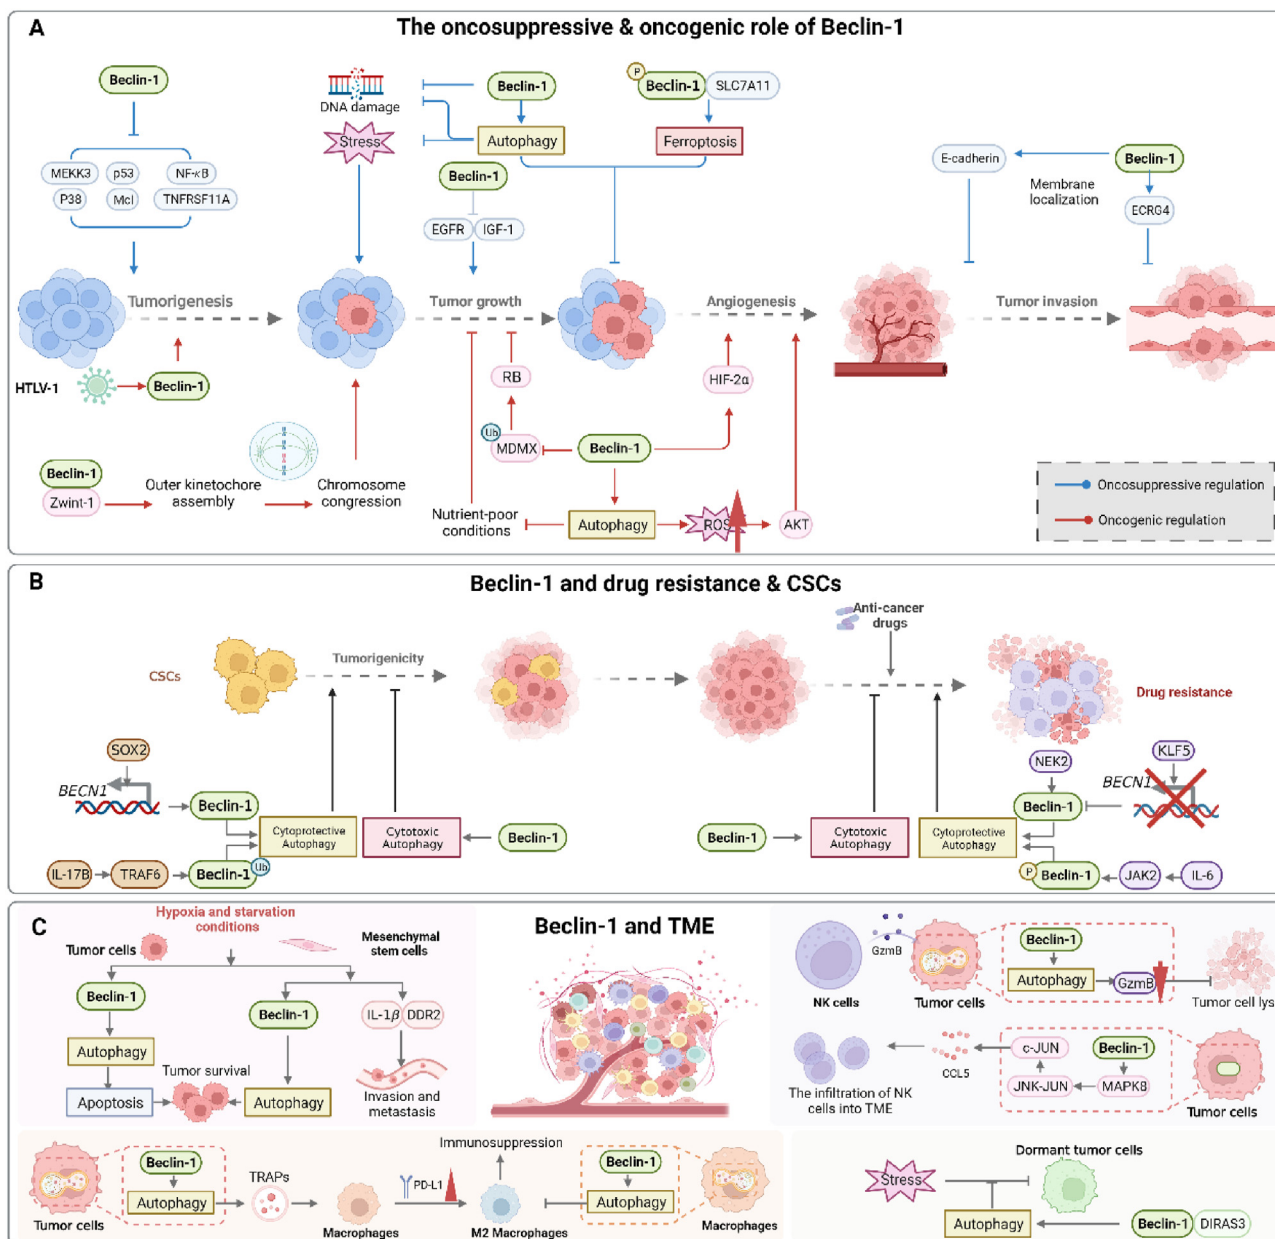 A
The oncosuppressive & oncogenic role of Beclin-1
Beclin-1
MEKK3
p53
NF-κB
P38
Mcl
TNFRSF11A
DNA damage
Stress
Beclin-1
Autophagy
P
Beclin-1
SLC7A11
Ferroptosis
Beclin-1
EGFR
IGF-1
E-cadherin
Beclin-1
Membrane
localization
ECRG4
Tumorigenesis
Tumor growth
Angiogenesis
Tumor invasion
HTLV-1
Beclin-1
RB
HIF-2α
Ub
MDMX
Beclin-1
Beclin-1
Zwint-1
Outer kinetochore
assembly
Chromosome
congression
Nutrient-poor
conditions
Autophagy
ROS
AKT
Oncosuppressive regulation
Oncogenic regulation
B
Beclin-1 and drug resistance & CSCs
CSCs
Tumorigenicity
Anti-cancer
drugs
Drug resistance
SOX2
BECN1
Beclin-1
IL-17B
TRAF6
Beclin-1
Ub
Cytoprotective
Autophagy
Cytotoxic
Autophagy
Beclin-1
Beclin-1
Cytotoxic
Autophagy
Cytoprotective
Autophagy
NEK2
Beclin-1
KLF5
BECN1
P
Beclin-1
JAK2
IL-6
C
Beclin-1 and TME
Hypoxia and starvation
conditions
Tumor cells
Mesenchymal
stem cells
Beclin-1
Autophagy
Apoptosis
Tumor survival
Beclin-1
Autophagy
IL-1β
DDR2
Invasion and
metastasis
NK cells
GzmB
Tumor cells
Beclin-1
Autophagy
GzmB
Tumor cell lys
The infiltration of NK
cells into TME
CCL5
c-JUN
Beclin-1
JNK-JUN
MAPK8
Tumor cells
Tumor cells
Beclin-1
Autophagy
TRAPs
Macrophages
PD-L1
Immunosuppression
M2 Macrophages
Beclin-1
Autophagy
Macrophages
Dormant tumor cells
Stress
Autophagy
Beclin-1
DIRAS3